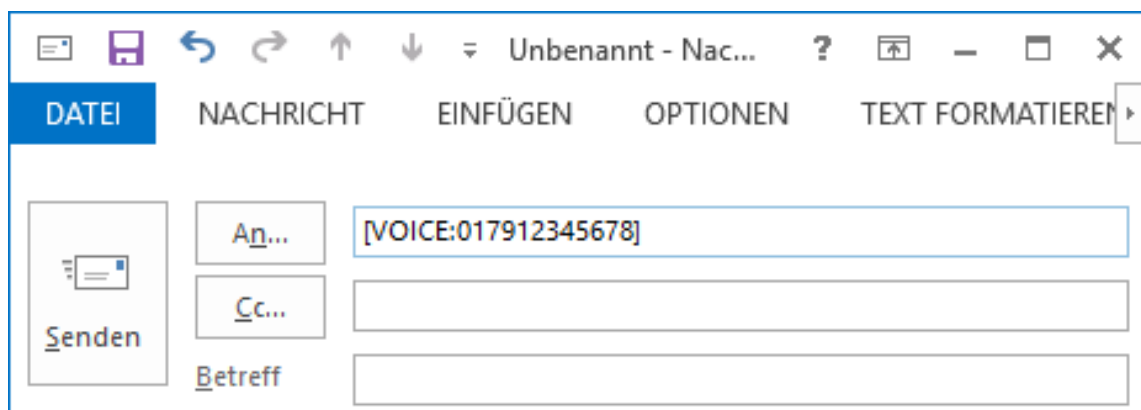 Unbenannt - Nac... ?
DATEI NACHRICHT EINFÜGEN OPTIONEN TEXT FORMATIEREN
An... [VOICE:017912345678]
Cc...
Senden
Betreff